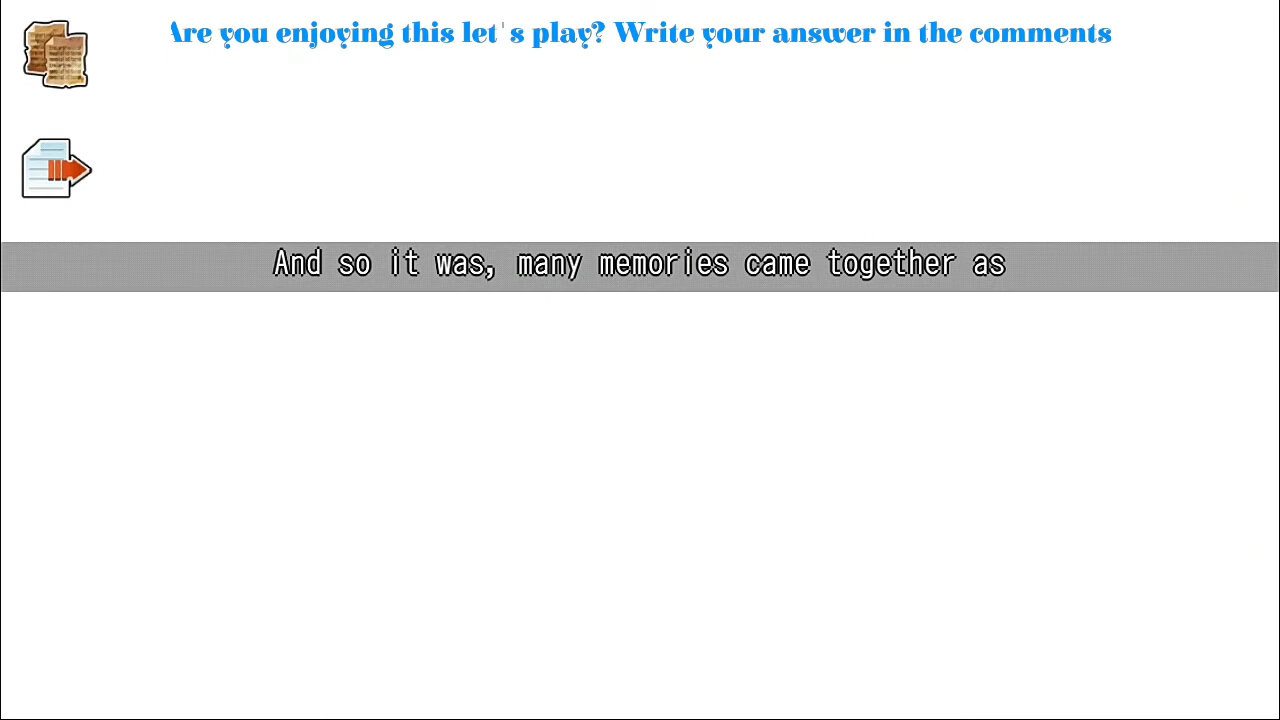 Are you enjoying this let's play? Write your answer in the comments
And so it was, many memories came together as